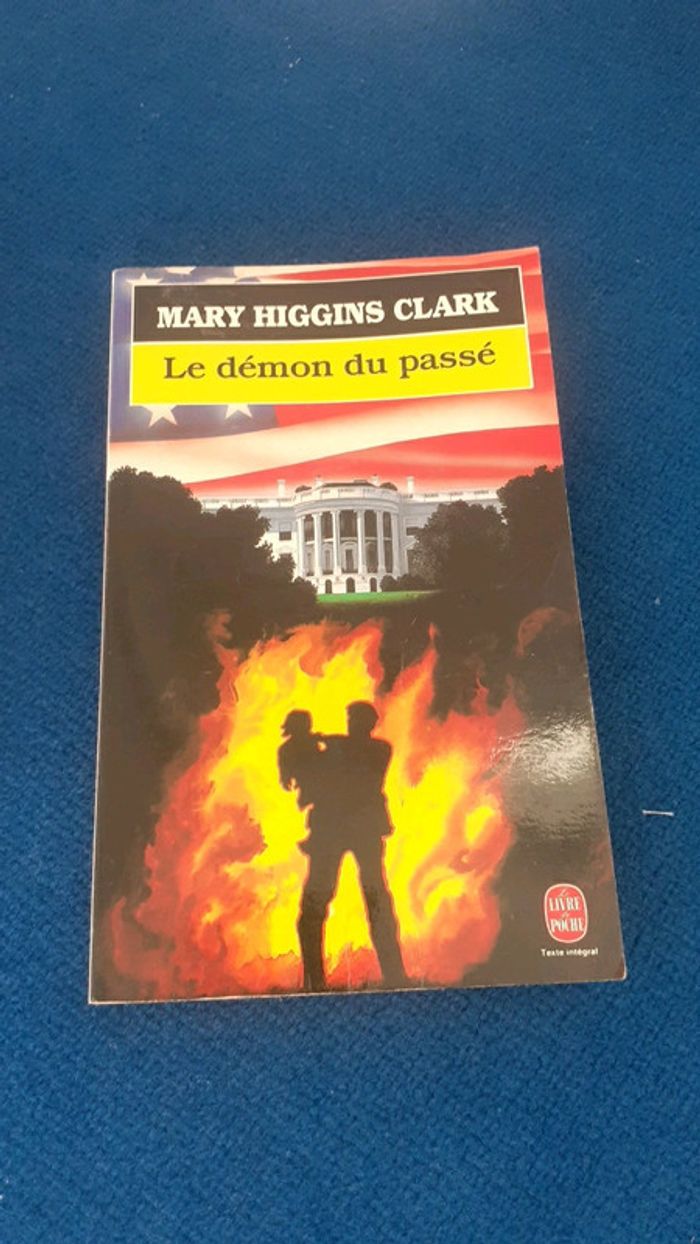 MARY HIGGINS CLARK
Le démon du passé
Le
LIVRE
de
POCHE
Texte intégral